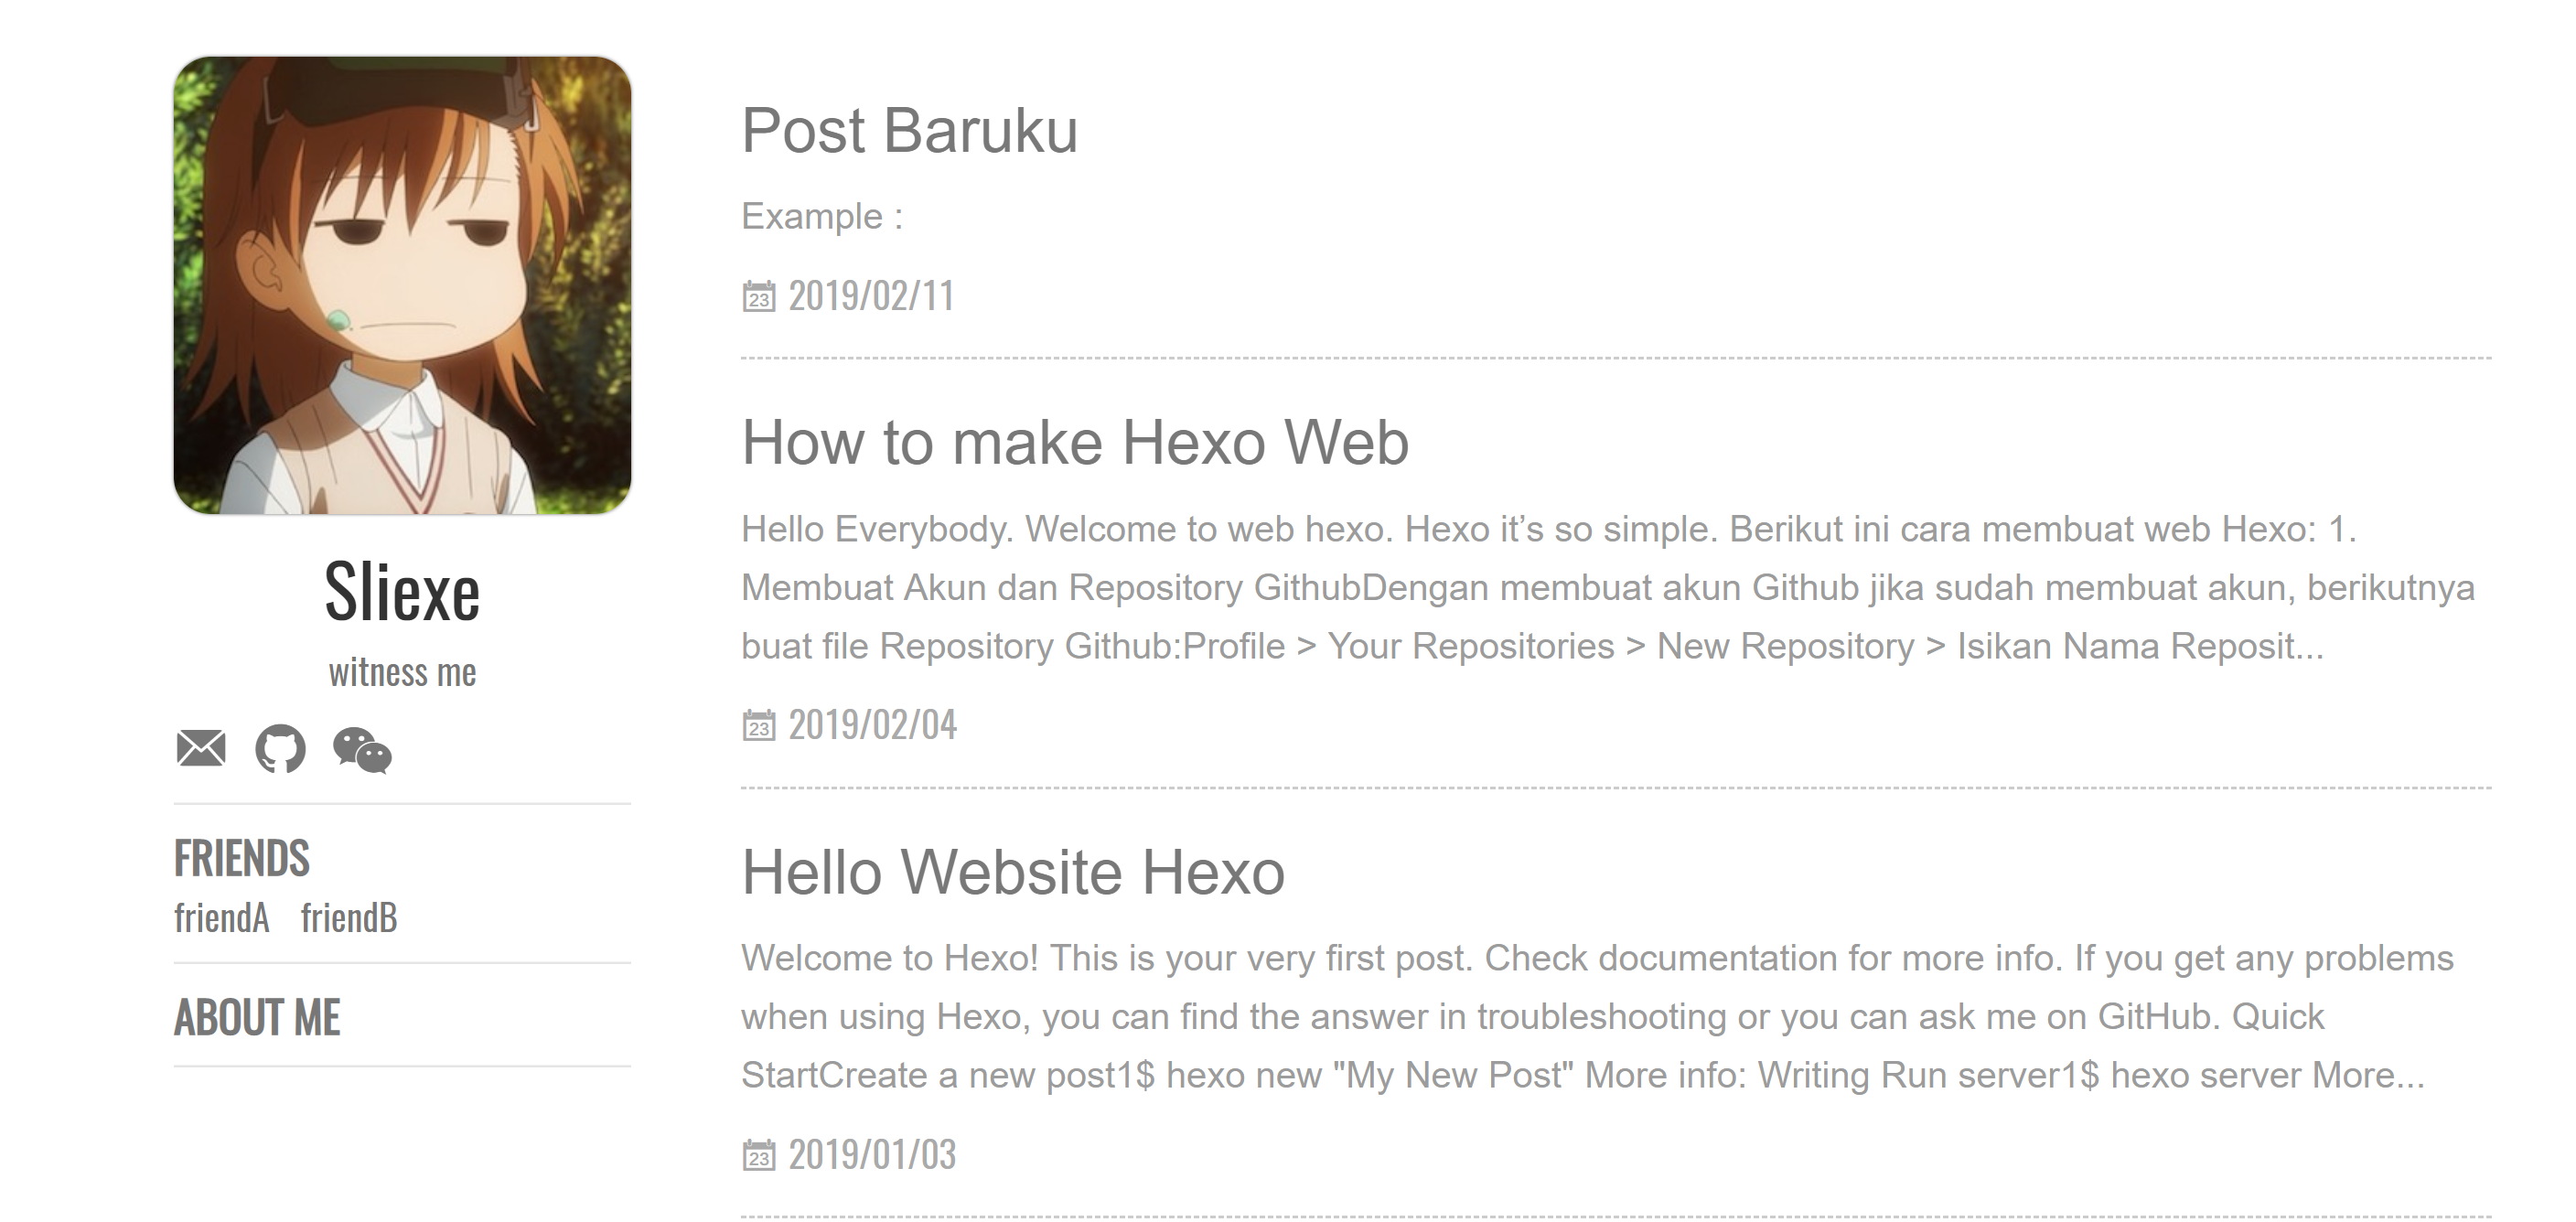 Sliexe
witness me
FRIENDS
friendA friendB
ABOUT ME
Post Baruku
Example :
23 2019/02/11
How to make Hexo Web
Hello Everybody. Welcome to web hexo. Hexo it’s so simple. Berikut ini cara membuat web Hexo: 1.
Membuat Akun dan Repository GithubDengan membuat akun Github jika sudah membuat akun, berikutnya
buat file Repository Github:Profile > Your Repositories > New Repository > Isikan Nama Reposit...
23 2019/02/04
Hello Website Hexo
Welcome to Hexo! This is your very first post. Check documentation for more info. If you get any problems
when using Hexo, you can find the answer in troubleshooting or you can ask me on GitHub. Quick
StartCreate a new post1$ hexo new "My New Post" More info: Writing Run server1$ hexo server More...
23 2019/01/03